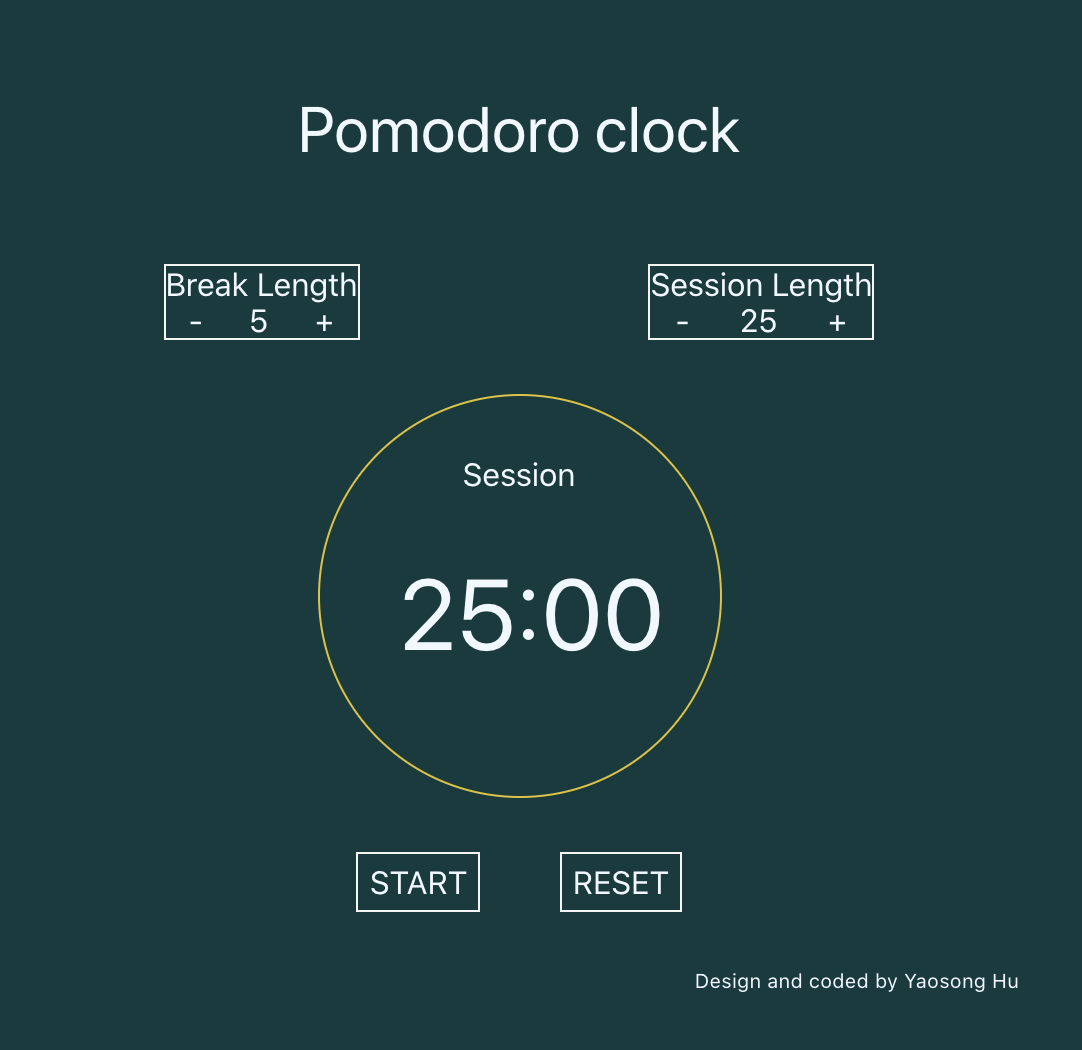 Pomodoro clock
Break Length
- 5 +
Session Length
- 25 +
Session
25:00
START
RESET
Design and coded by Yaosong Hu